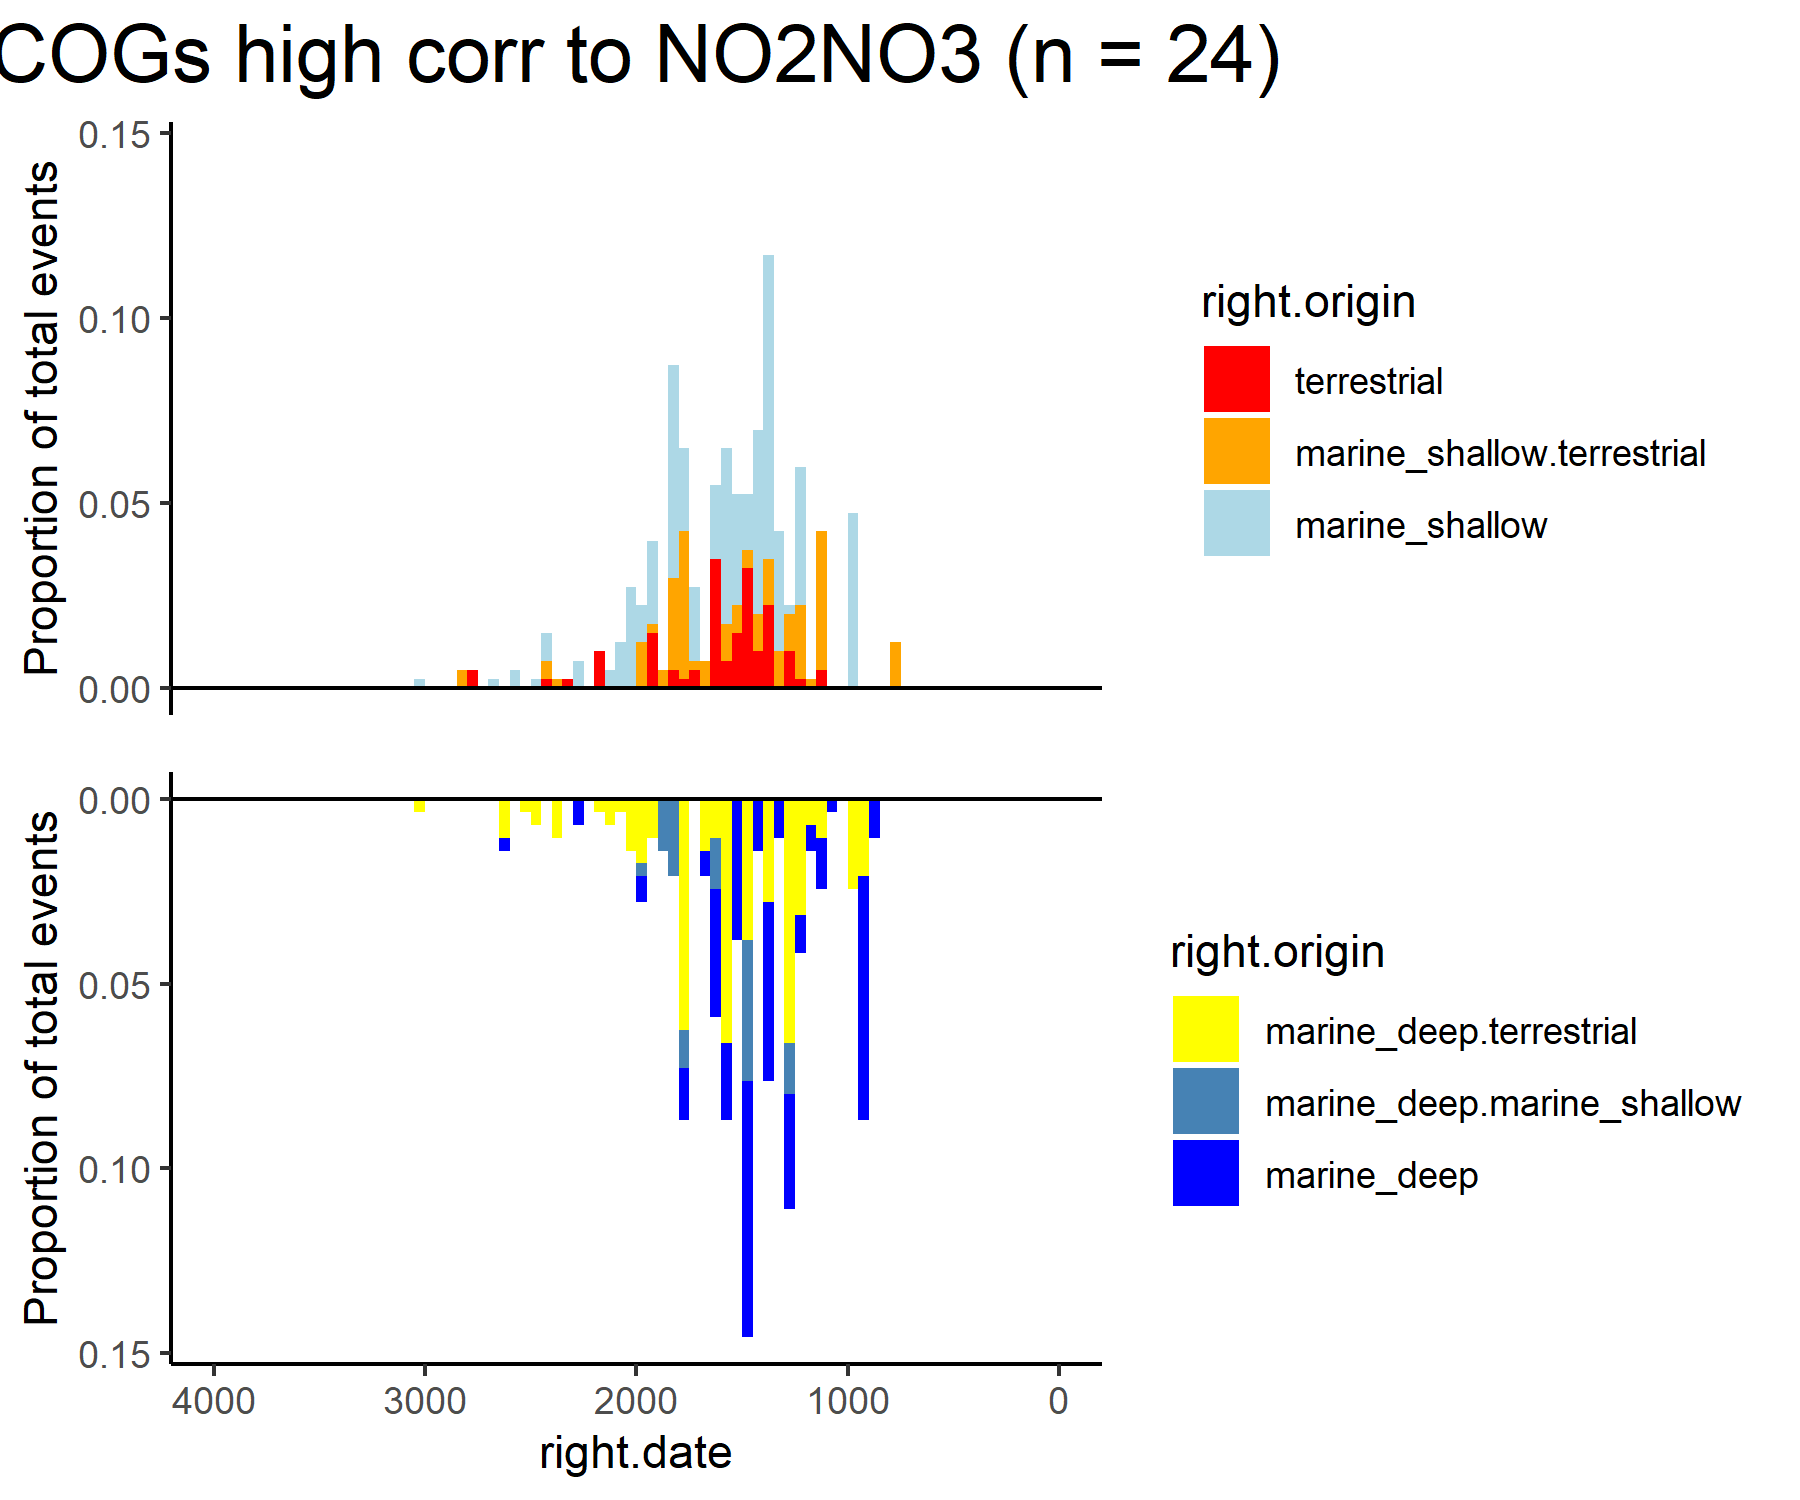 COGs high corr to NO2NO3 (n = 24)
Proportion of total events
0.15
0.10
0.05
0.00
right.origin
terrestrial
marine_shallow.terrestrial
marine_shallow
Proportion of total events
0.00
0.05
0.10
0.15
4000 3000 2000 1000 0
right.date
right.origin
marine_deep.terrestrial
marine_deep.marine_shallow
marine_deep